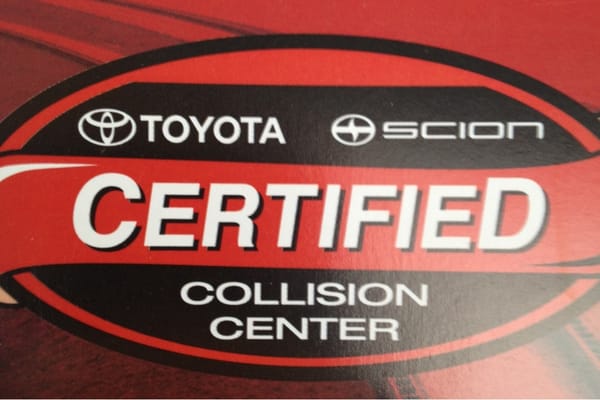 TOYOTA SCION
CERTIFIED
COLLISION
CENTER